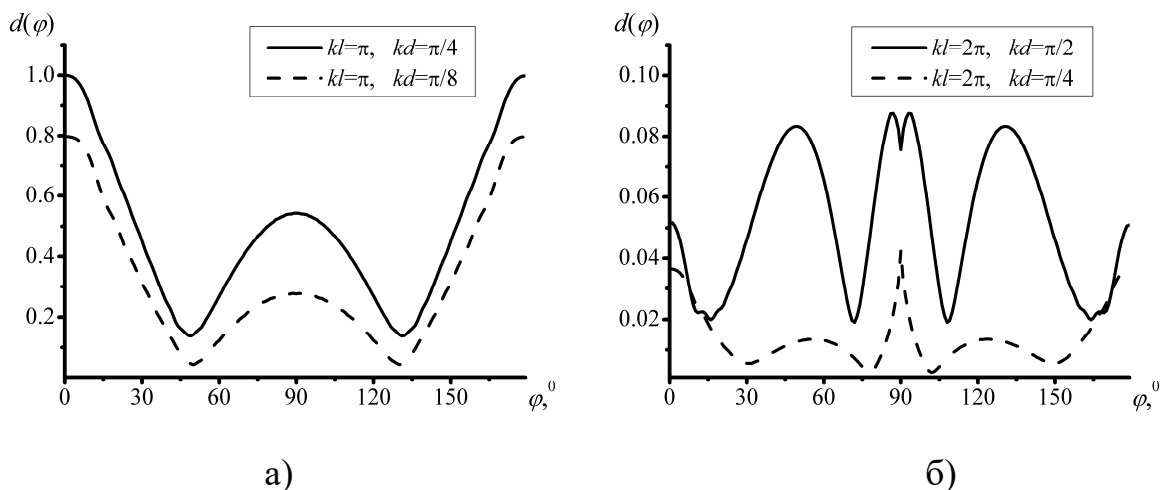 d(φ)
kl=π, kd=π/4
kl=π, kd=π/8
1.0
0.8
0.6
0.4
0.2
0 30 60 90 120 150 φ,⁰
а)
d(φ)
kl=2π, kd=π/2
kl=2π, kd=π/4
0.10
0.08
0.06
0.04
0.02
0 30 60 90 120 150 φ,⁰
б)